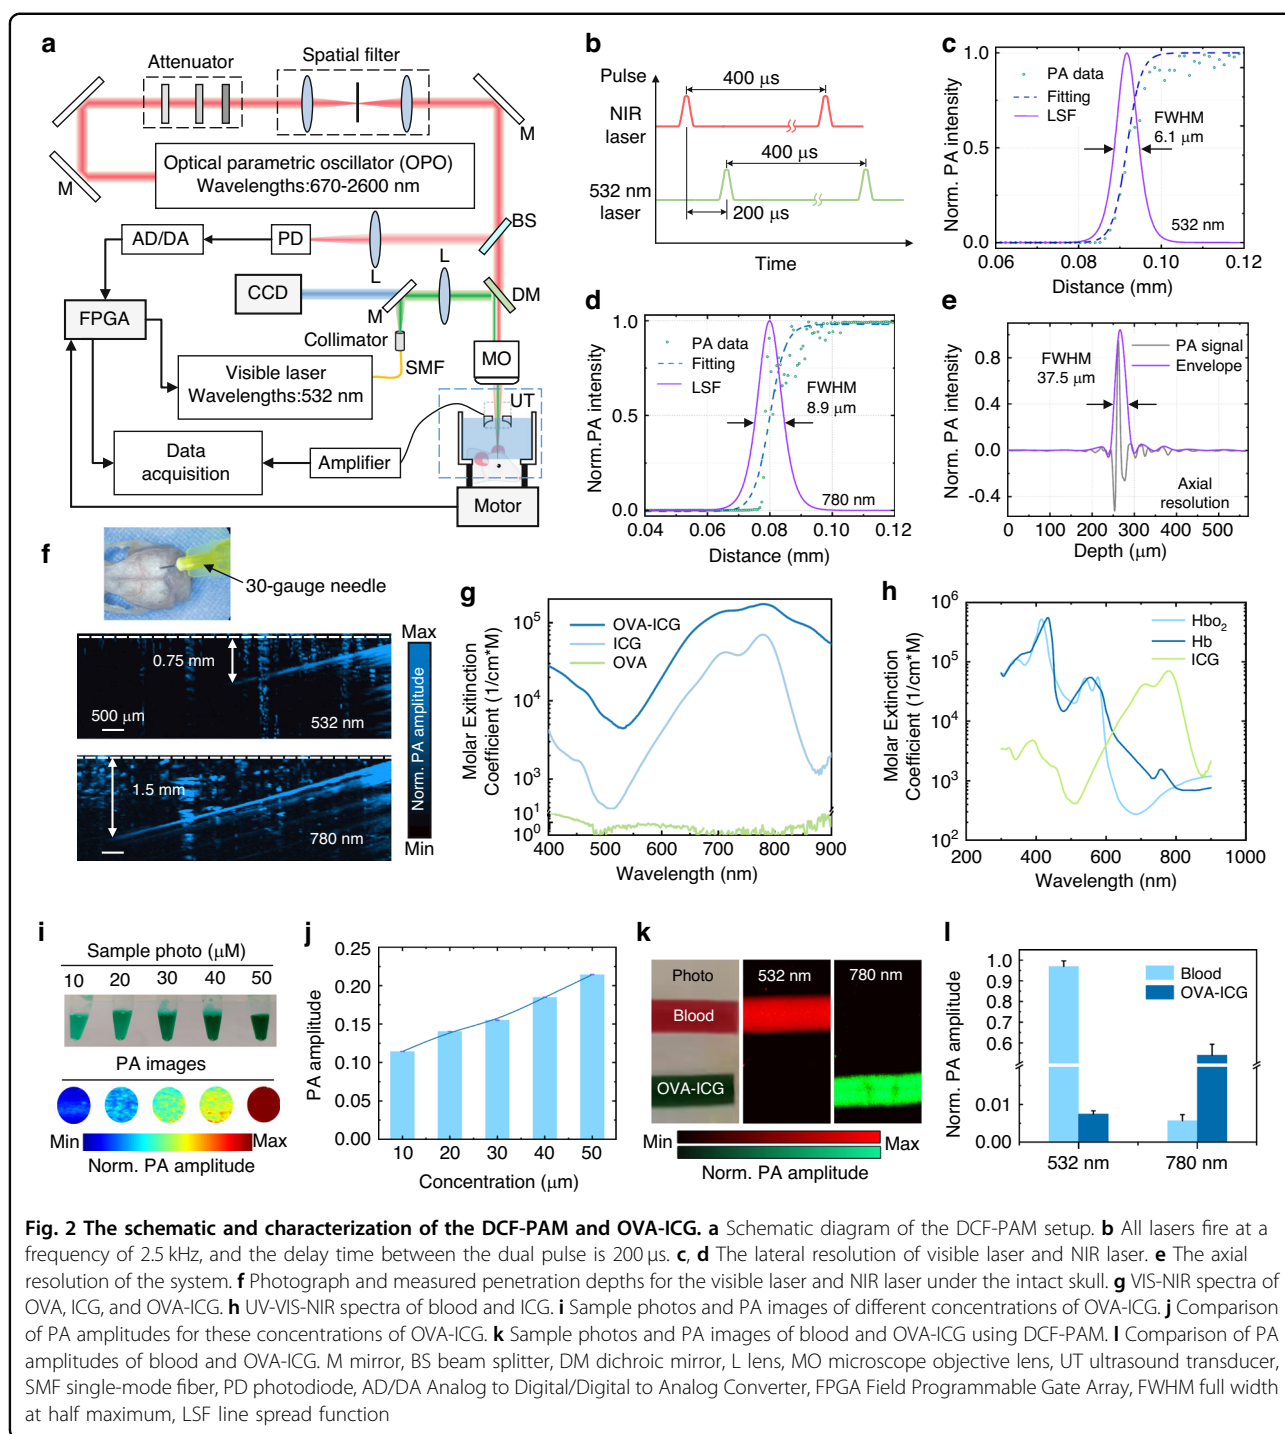 a
Attenuator
Spatial filter
M
M
Optical parametric oscillator (OPO)
Wavelengths:670-2600 nm
BS
AD/DA
PD
L
L
CCD
M
DM
FPGA
Collimator
SMF
MO
Visible laser
Wavelengths:532 nm
UT
Data
acquisition
Amplifier
Motor
b
Pulse
400 µs
NIR
laser
400 µs
532 nm
laser
200 µs
Time
c
Norm. PA intensity
1.0
0.5
0.0
PA data
Fitting
LSF
FWHM
6.1 µm
532 nm
0.06 0.08 0.10 0.12
Distance (mm)
d
Norm.PA intensity
1.0
0.5
0.0
PA data
Fitting
LSF
FWHM
8.9 µm
780 nm
0.04 0.06 0.08 0.10 0.12
Distance (mm)
e
Norm. PA intensity
1.0
0.4
0.0
-0.4
FWHM
37.5 µm
PA signal
Envelope
Axial
resolution
0 100 200 300 400 500
Depth (µm)
f
30-gauge needle
0.75 mm
500 µm
532 nm
1.5 mm
780 nm
Max
Norm. PA amplitude
Min
g
Molar Extinction
Coefficient (1/cm*M)
10⁵
10⁴
10³
10¹
10⁰
OVA-ICG
ICG
OVA
400 500 600 700 800 900
Wavelength (nm)
h
Molar Extinction
Coefficient (1/cm*M)
10⁶
10⁵
10⁴
10³
10²
Hbo₂
Hb
ICG
200 400 600 800 1000
Wavelength (nm)
i
Sample photo (µM)
10 20 30 40 50
PA images
Min Max
Norm. PA amplitude
j
PA amplitude
0.25
0.20
0.15
0.10
0.05
0.00
10 20 30 40 50
Concentration (µm)
k
Photo
532 nm
780 nm
Blood
OVA-ICG
Min Max
Norm. PA amplitude
l
Norm. PA amplitude
1.0
0.9
0.8
0.7
0.6
0.01
0.00
Blood
OVA-ICG
532 nm 780 nm
Fig. 2 The schematic and characterization of the DCF-PAM and OVA-ICG. a Schematic diagram of the DCF-PAM setup. b All lasers fire at a
frequency of 2.5 kHz, and the delay time between the dual pulse is 200 µs. c, d The lateral resolution of visible laser and NIR laser. e The axial
resolution of the system. f Photograph and measured penetration depths for the visible laser and NIR laser under the intact skull. g VIS-NIR spectra of
OVA, ICG, and OVA-ICG. h UV-VIS-NIR spectra of blood and ICG. i Sample photos and PA images of different concentrations of OVA-ICG. j Comparison
of PA amplitudes for these concentrations of OVA-ICG. k Sample photos and PA images of blood and OVA-ICG using DCF-PAM. l Comparison of PA
amplitudes of blood and OVA-ICG. M mirror, BS beam splitter, DM dichroic mirror, L lens, MO microscope objective lens, UT ultrasound transducer,
SMF single-mode fiber, PD photodiode, AD/DA Analog to Digital/Digital to Analog Converter, FPGA Field Programmable Gate Array, FWHM full width
at half maximum, LSF line spread function